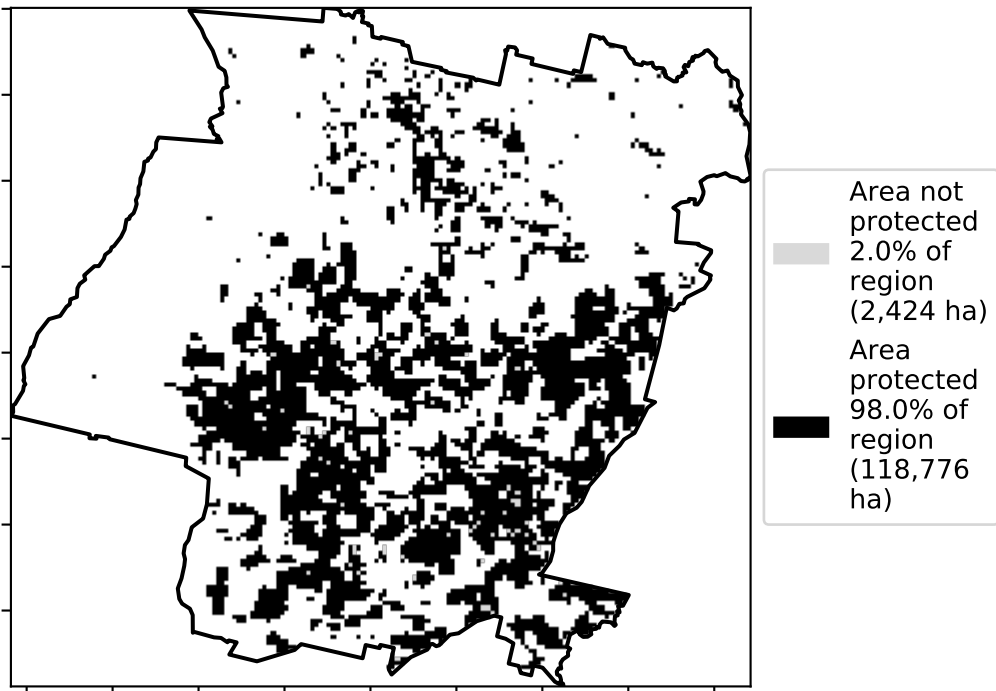 Area not
protected
2.0% of
region
(2,424 ha)
Area
protected
98.0% of
region
(118,776
ha)